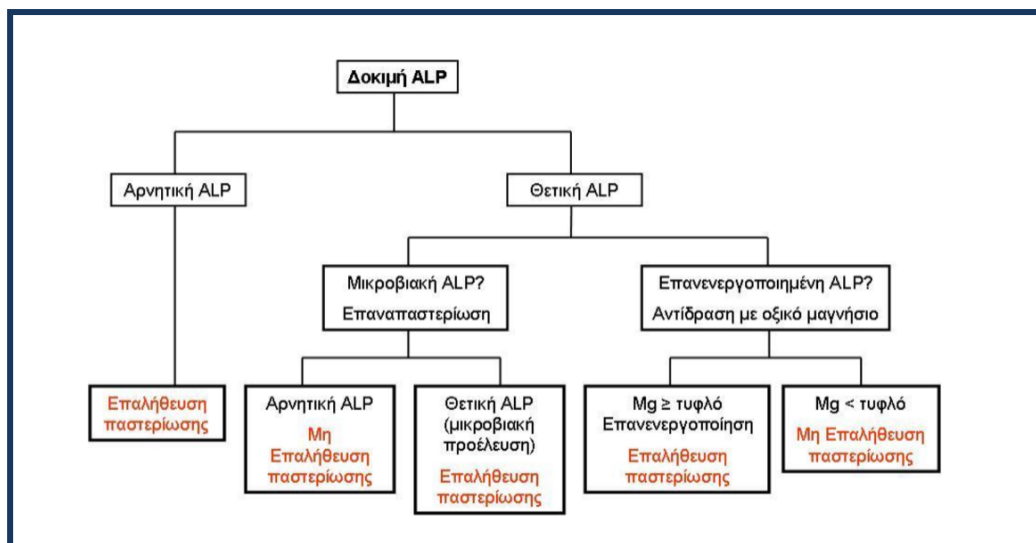 Δοκιμή ALP
Αρνητική ALP
Θετική ALP
Μικροβιακή ALP?
Επαναπαστερίωση
Επανενεργοποιημένη ALP?
Αντίδραση με οξικό μαγνήσιο
Επαλήθευση
παστερίωσης
Αρνητική ALP
Μη
Επαλήθευση
παστερίωσης
Θετική ALP
(μικροβιακή
προέλευση)
Επαλήθευση
παστερίωσης
Mg ≥ τυφλό
Επανενεργοποίηση
Επαλήθευση
παστερίωσης
Mg < τυφλό
Μη Επαλήθευση
παστερίωσης